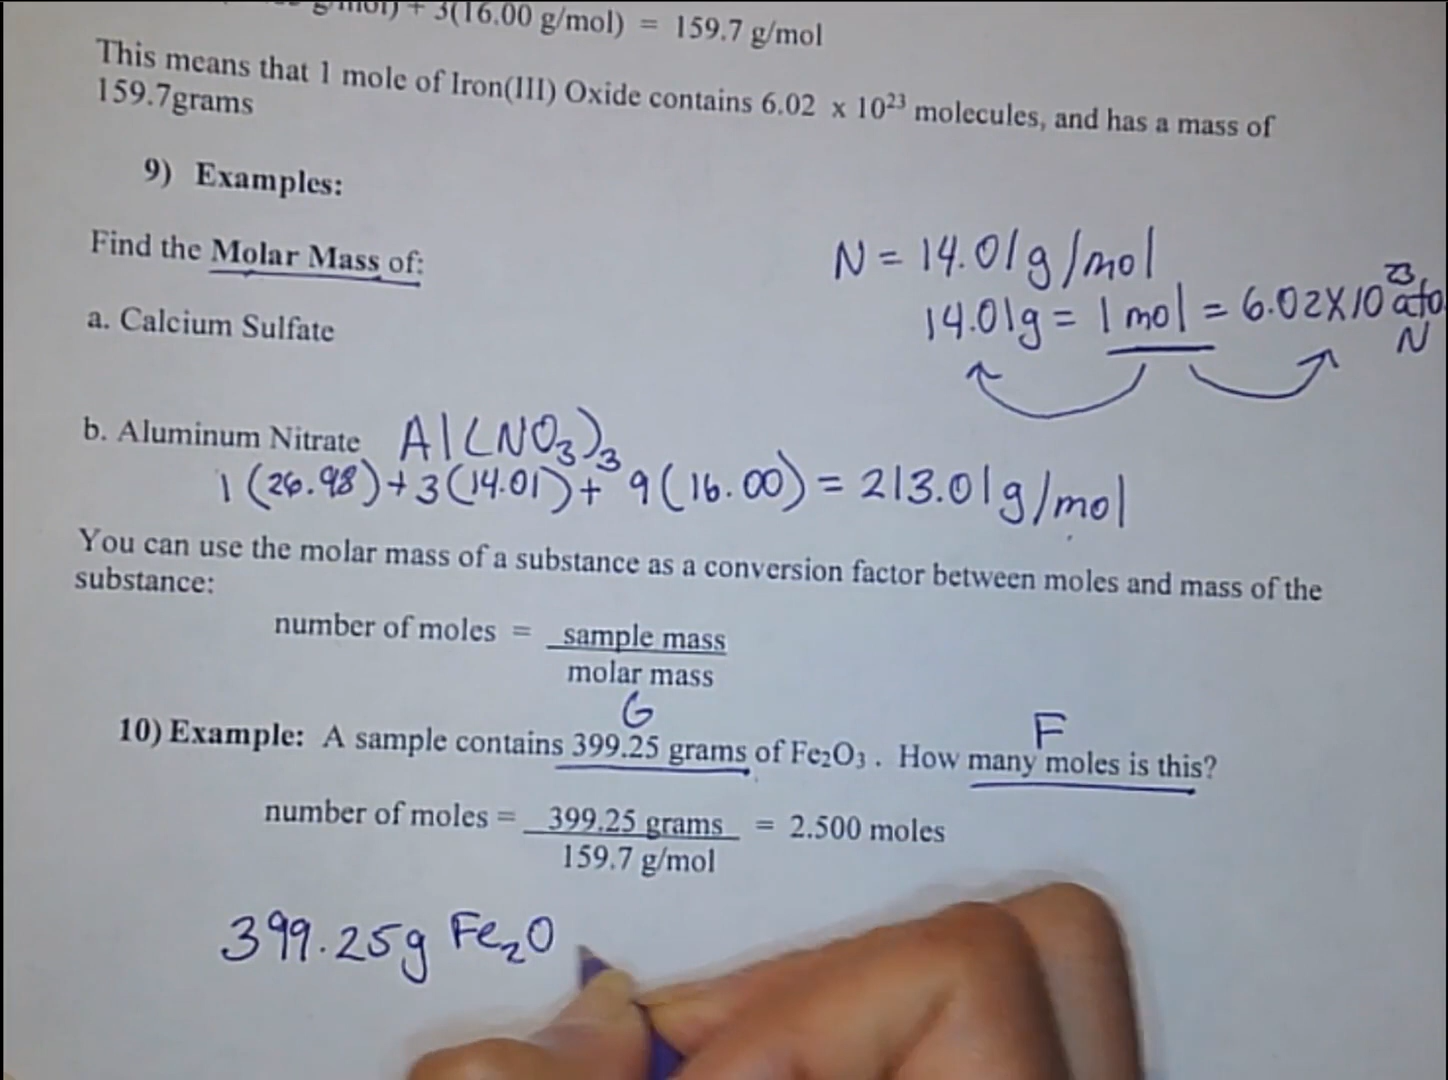 g/mol) + 3(16.00 g/mol) = 159.7 g/mol
This means that 1 mole of Iron(III) Oxide contains 6.02 x 10²³ molecules, and has a mass of
159.7grams
9) Examples:
Find the Molar Mass of:
N = 14.01g/mol
14.01g = 1 mol = 6.02X10²³ ato
N
a. Calcium Sulfate
b. Aluminum Nitrate Al(NO₃)₃
1(26.98)+3(14.01)+9(16.00)=213.01g/mol
You can use the molar mass of a substance as a conversion factor between moles and mass of the
substance:
number of moles = sample mass
molar mass
G F
10) Example: A sample contains 399.25 grams of Fe₂O₃. How many moles is this?
number of moles = 399.25 grams = 2.500 moles
159.7 g/mol
399.25g Fe₂O